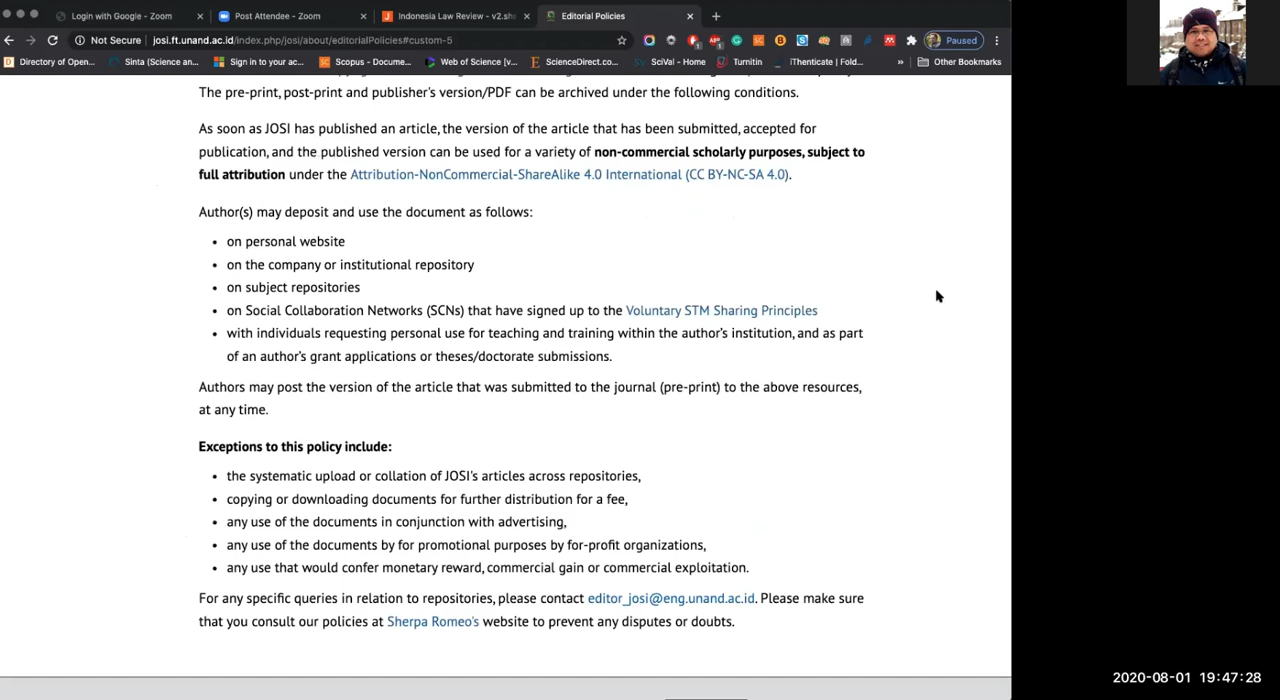 Login with Google - Zoom
Post Attendee - Zoom
Indonesia Law Review - v2.sh
Editorial Policies
Not Secure
josi.ft.unand.ac.id/index.php/josi/about/editorialPolicies#custom-5
Paused
Directory of Open...
Sinta (Science an...
Sign in to your ac...
Scopus - Docume...
Web of Science [v...
ScienceDirect.co...
SciVal - Home
Turnitin
iThenticate | Fold...
»
Other Bookmarks
The pre-print, post-print and publisher's version/PDF can be archived under the following conditions.
As soon as JOSI has published an article, the version of the article that has been submitted, accepted for
publication, and the published version can be used for a variety of non-commercial scholarly purposes, subject to
full attribution under the Attribution-NonCommercial-ShareAlike 4.0 International (CC BY-NC-SA 4.0).
Author(s) may deposit and use the document as follows:
• on personal website
• on the company or institutional repository
• on subject repositories
• on Social Collaboration Networks (SCNs) that have signed up to the Voluntary STM Sharing Principles
• with individuals requesting personal use for teaching and training within the author's institution, and as part
of an author's grant applications or theses/doctorate submissions.
Authors may post the version of the article that was submitted to the journal (pre-print) to the above resources,
at any time.
Exceptions to this policy include:
• the systematic upload or collation of JOSI's articles across repositories,
• copying or downloading documents for further distribution for a fee,
• any use of the documents in conjunction with advertising,
• any use of the documents by for promotional purposes by for-profit organizations,
• any use that would confer monetary reward, commercial gain or commercial exploitation.
For any specific queries in relation to repositories, please contact editor_josi@eng.unand.ac.id. Please make sure
that you consult our policies at Sherpa Romeo's website to prevent any disputes or doubts.
2020-08-01 19:47:28